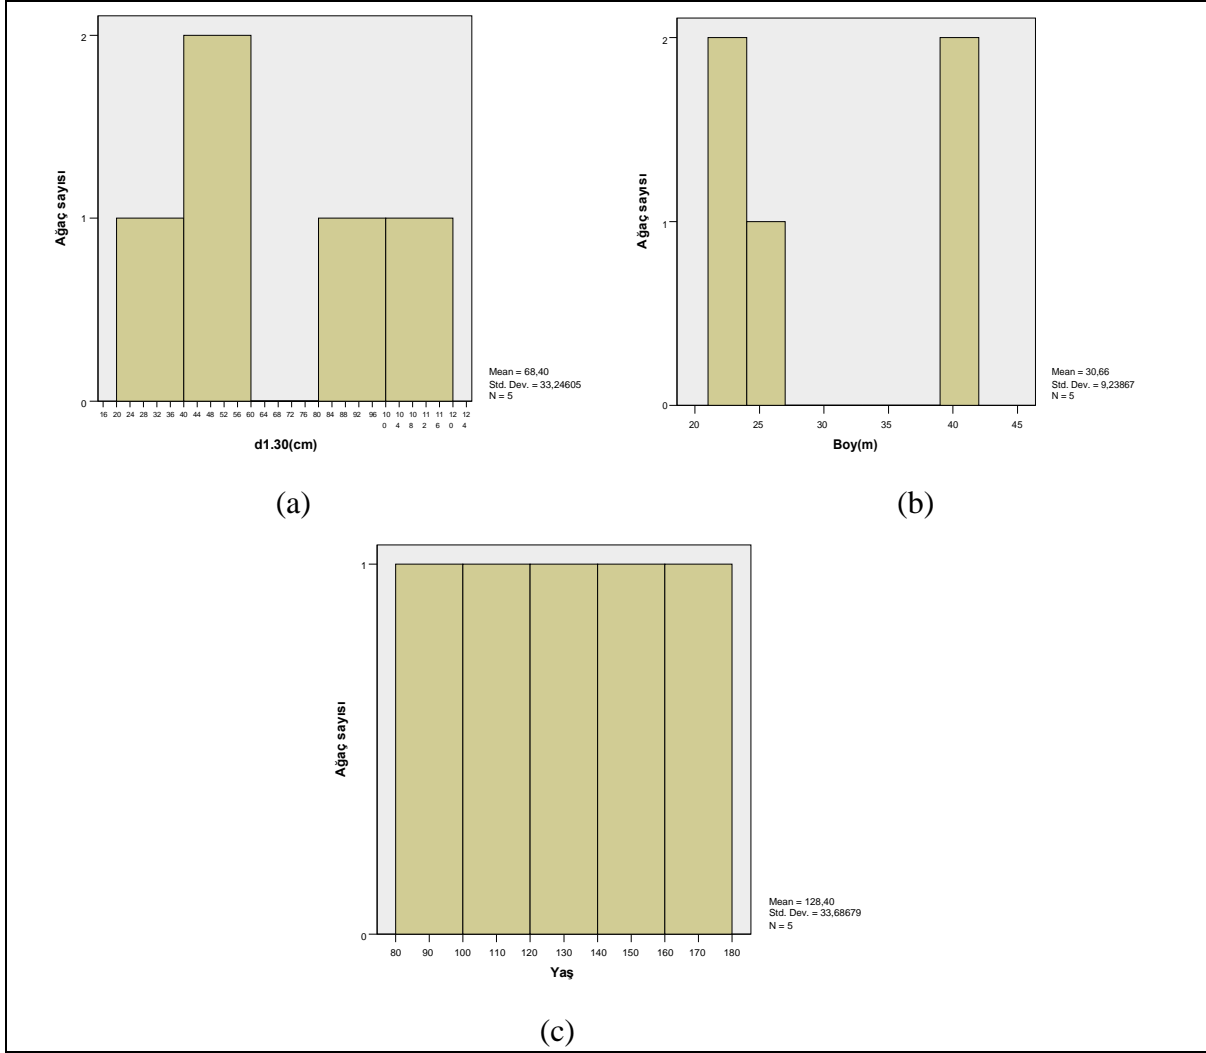 2
1
0
Ağaç sayısı
16 20 24 28 32 36 40 44 48 52 56 60 64 68 72 76 80 84 88 92 96 10 10 10 11 11 12 12
0 4 8 2 6 0 4
d1.30(cm)
Mean = 68,40
Std. Dev. = 33,24605
N = 5
(a)
2
1
0
Ağaç sayısı
20 25 30 35 40 45
Boy(m)
Mean = 30,66
Std. Dev. = 9,23867
N = 5
(b)
1
0
Ağaç sayısı
80 90 100 110 120 130 140 150 160 170 180
Yaş
Mean = 128,40
Std. Dev. = 33,68679
N = 5
(c)